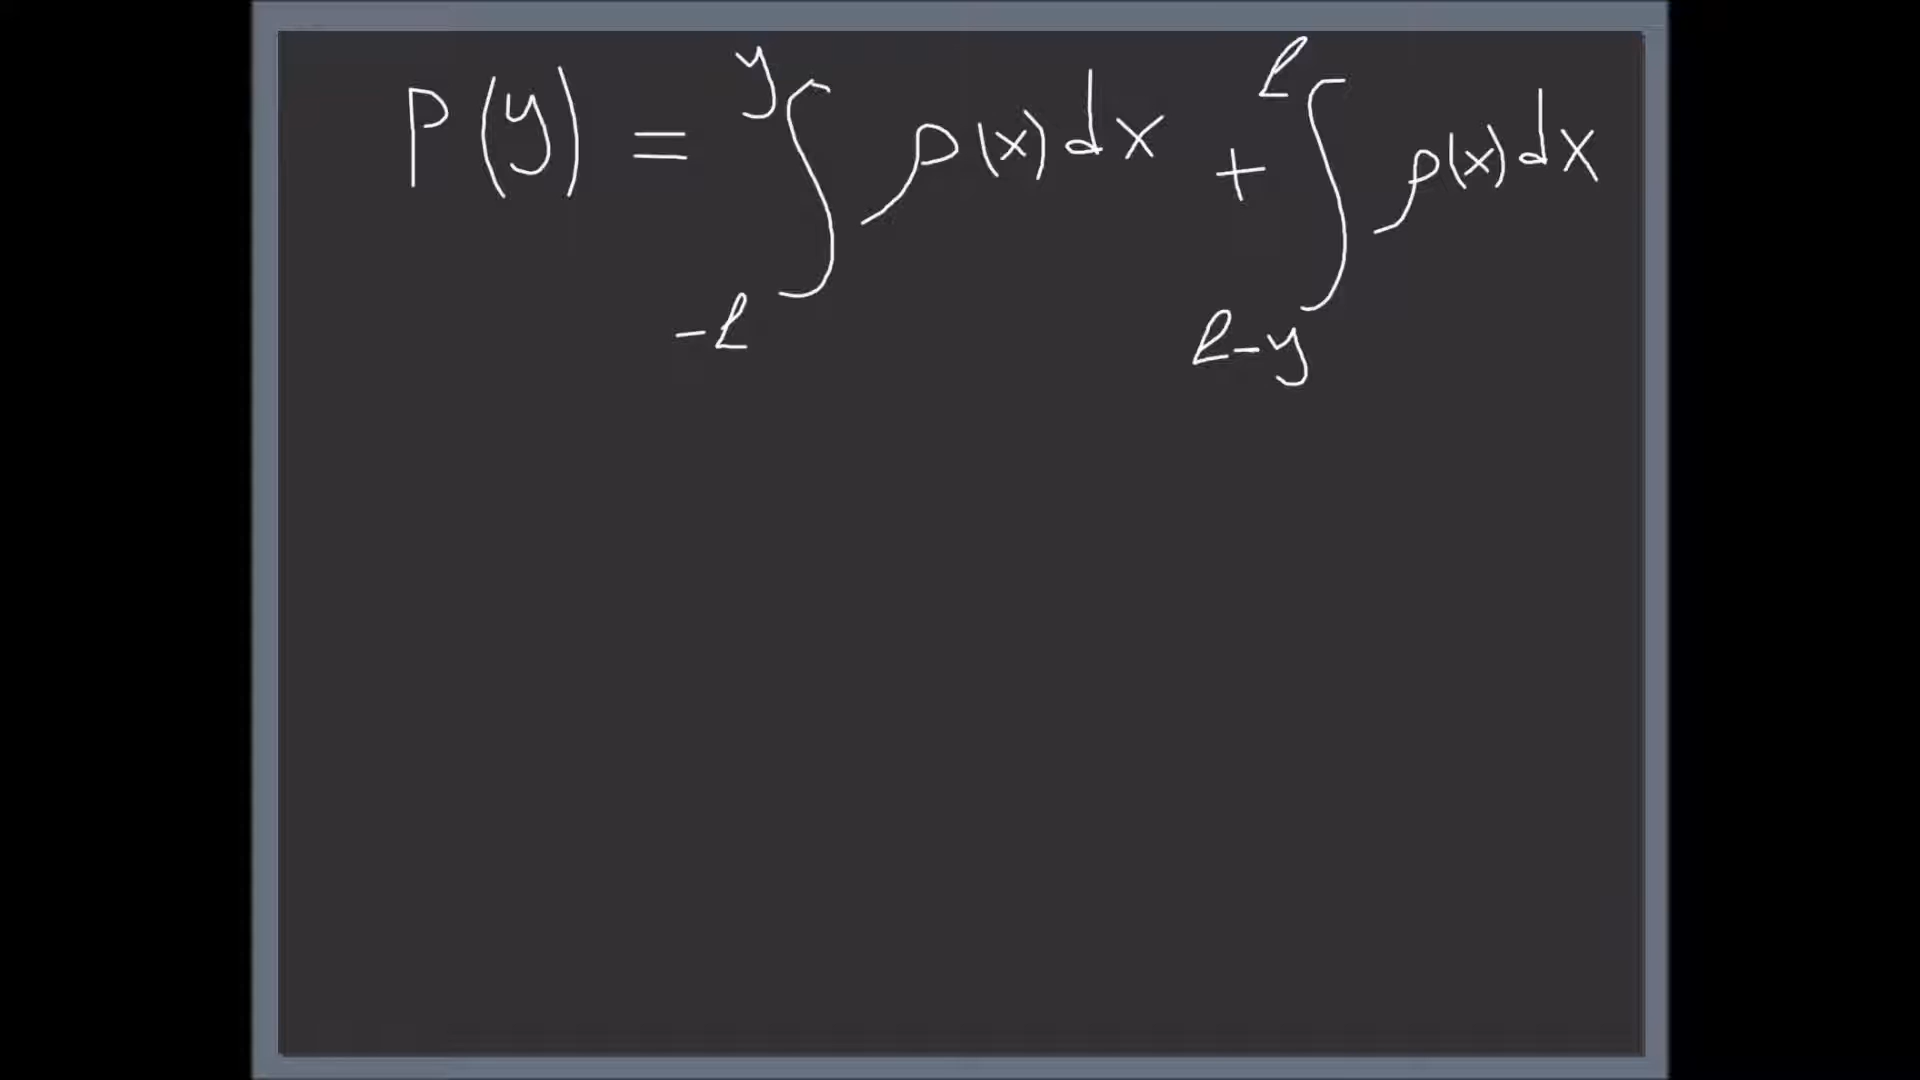 P(y) = ∫_{-l}^{y} ρ(x)dx + ∫_{l-y}^{l} ρ(x)dx